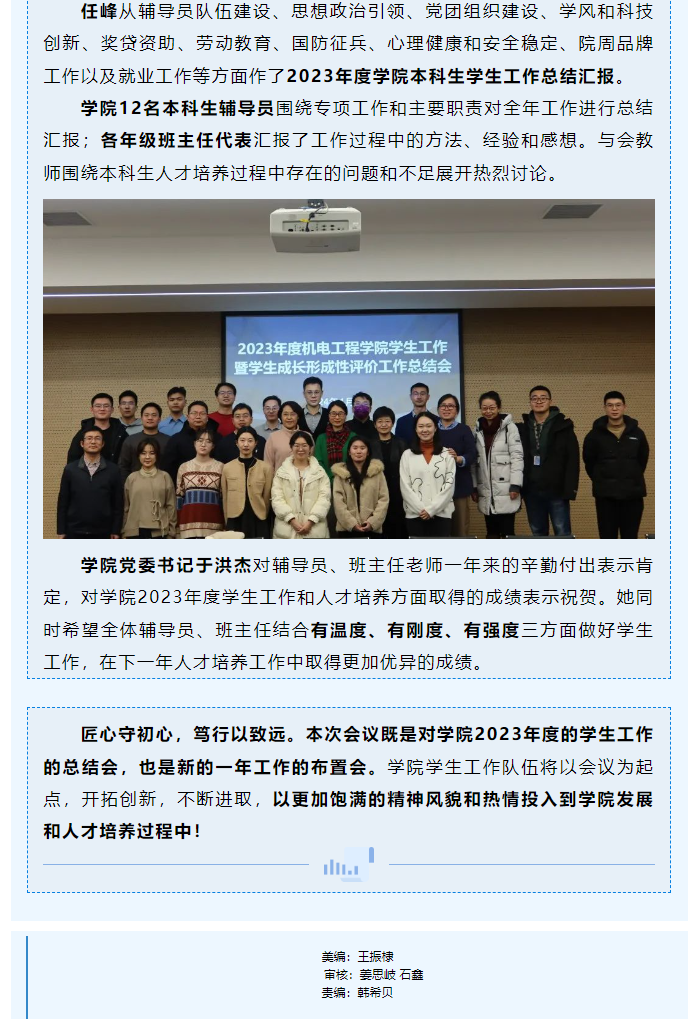 任峰从辅导员队伍建设、思想政治引领、党团组织建设、学风和科技
创新、奖贷资助、劳动教育、国防征兵、心理健康和安全稳定、院周品牌
工作以及就业工作等方面作了2023年度学院本科生学生工作总结汇报。
学院12名本科生辅导员围绕专项工作和主要职责对全年工作进行总结
汇报；各年级班主任代表汇报了工作过程中的方法、经验和感想。与会教
师围绕本科生人才培养过程中存在的问题和不足展开热烈讨论。
2023年度机电工程学院学生工作
暨学生成长形成性评价工作总结会
学院党委书记于洪杰对辅导员、班主任老师一年来的辛勤付出表示肯
定，对学院2023年度学生工作和人才培养方面取得的成绩表示祝贺。她同
时希望全体辅导员、班主任结合有温度、有刚度、有强度三方面做好学生
工作，在下一年人才培养工作中取得更加优异的成绩。
匠心守初心，笃行以致远。本次会议既是对学院2023年度的学生工作
的总结会，也是新的一年工作的布置会。学院学生工作队伍将以会议为起
点，开拓创新，不断进取，以更加饱满的精神风貌和热情投入到学院发展
和人才培养过程中！
美编：王振棣
审核：姜思岐 石鑫
责编：韩希贝